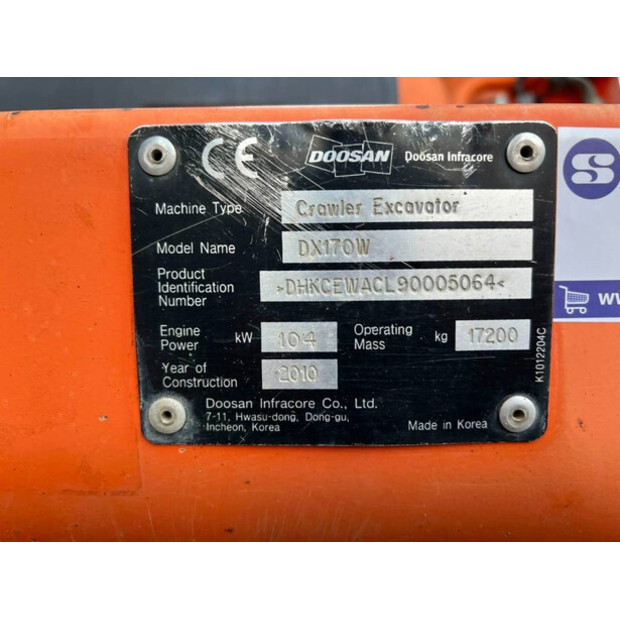 CE DOOSAN Doosan Infracore
Machine Type Crawler Excavator
Model Name DX170W
Product
Identification
Number >DHKCEWACL90005064<
Engine
Power kW 104 Operating
Mass kg 17200
Year of
Construction 2010
Doosan Infracore Co., Ltd.
7-11, Hwasu-dong, Dong-gu,
Incheon, Korea
Made in Korea
K1012204C
S